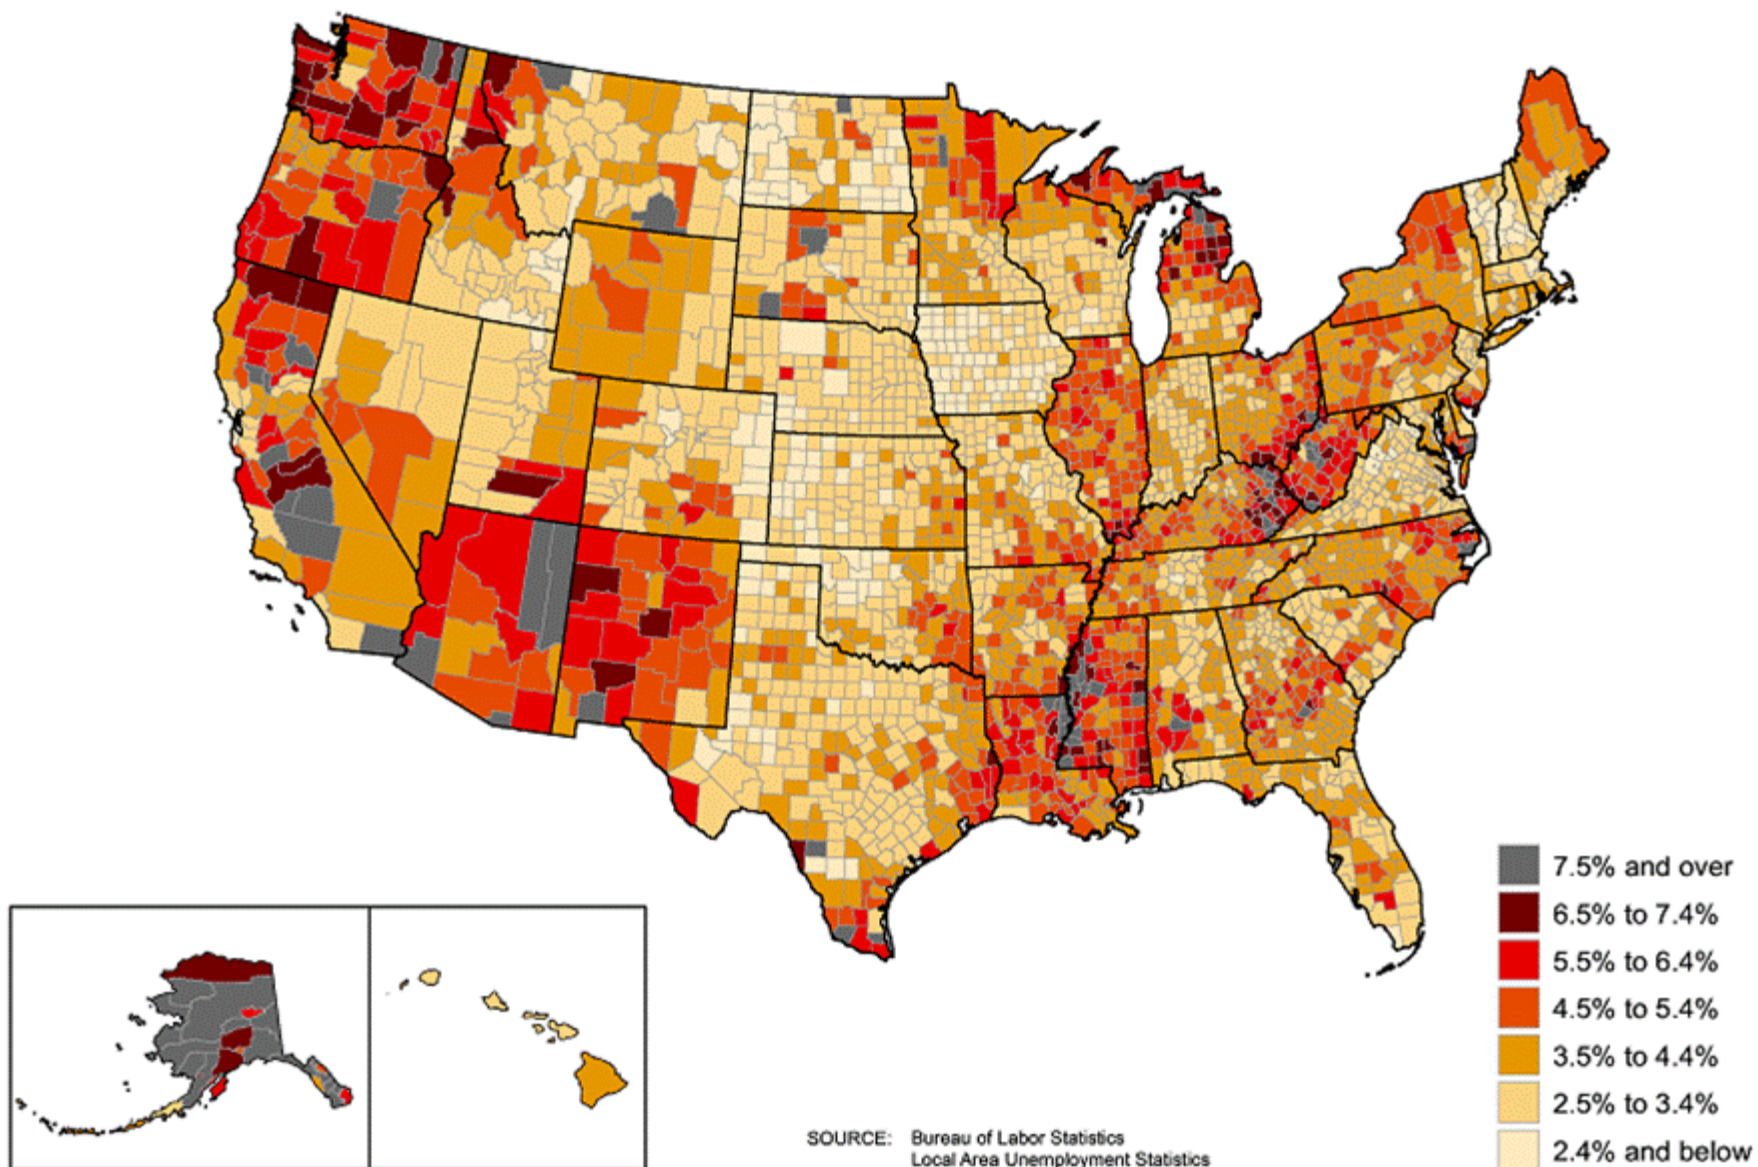 7.5% and over
6.5% to 7.4%
5.5% to 6.4%
4.5% to 5.4%
3.5% to 4.4%
2.5% to 3.4%
2.4% and below
SOURCE: Bureau of Labor Statistics
Local Area Unemployment Statistics